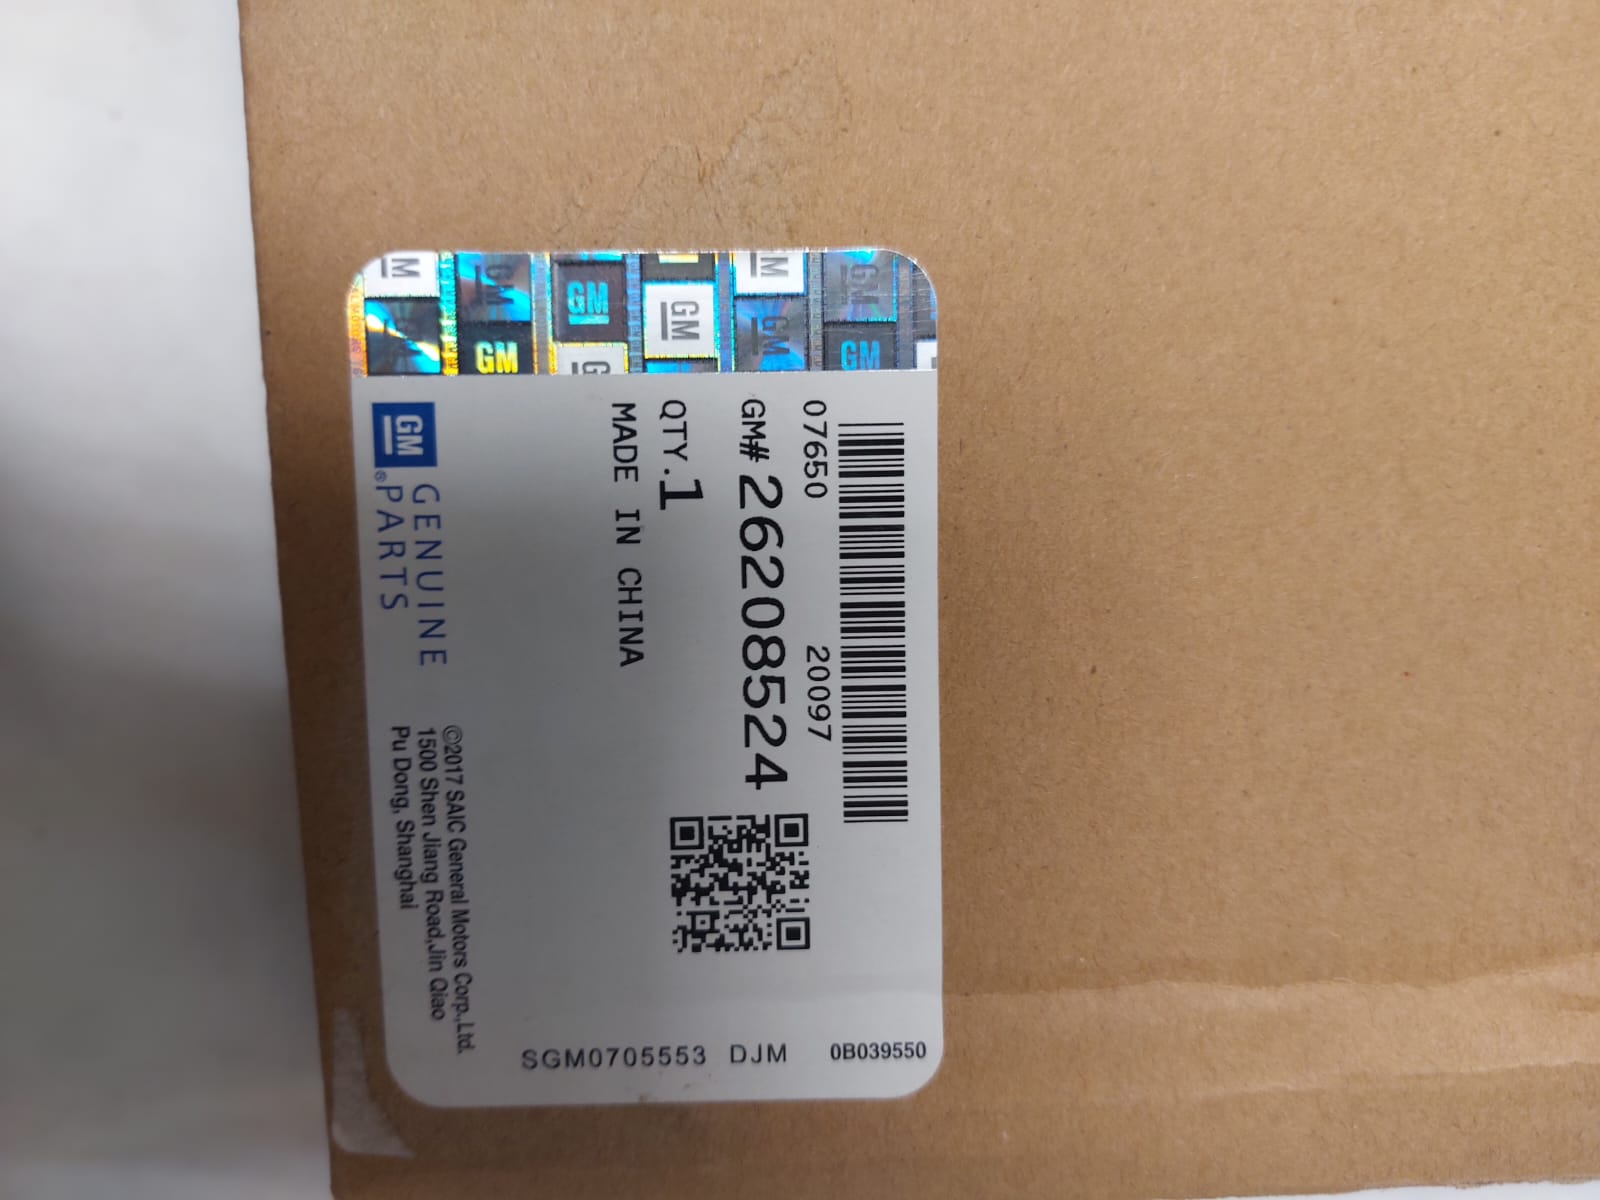 07650 20097
GM# 26208524
QTY.1
MADE IN CHINA
GM
GENUINE
®PARTS
©2017 SAIC General Motors Corp.,Ltd.
1500 Shen Jiang Road,Jin Qiao
Pu Dong, Shanghai
SGM0705553 DJM 0B039550
GM
GM
GM
GM
GM
GM
GM